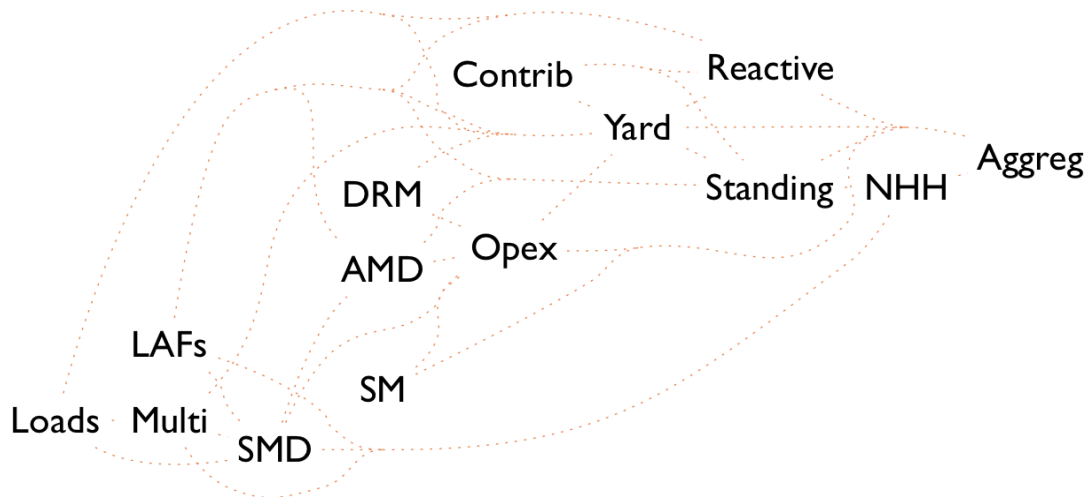 Contrib
Reactive
Yard
Aggreg
DRM
Standing
NHH
Opex
AMD
LAFs
SM
Loads
Multi
SMD